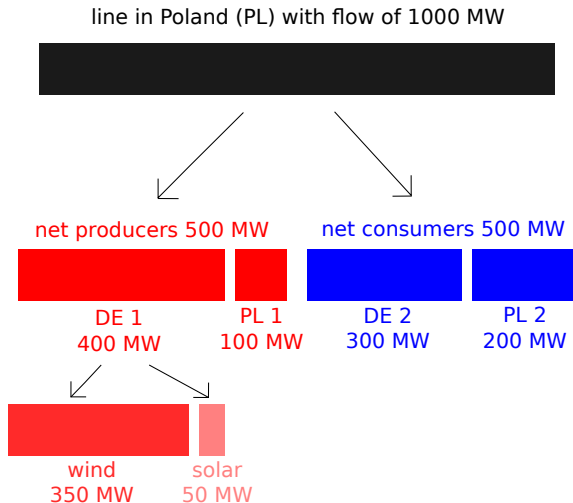 line in Poland (PL) with flow of 1000 MW
net producers 500 MW
net consumers 500 MW
DE 1
400 MW
PL 1
100 MW
DE 2
300 MW
PL 2
200 MW
wind
350 MW
solar
50 MW